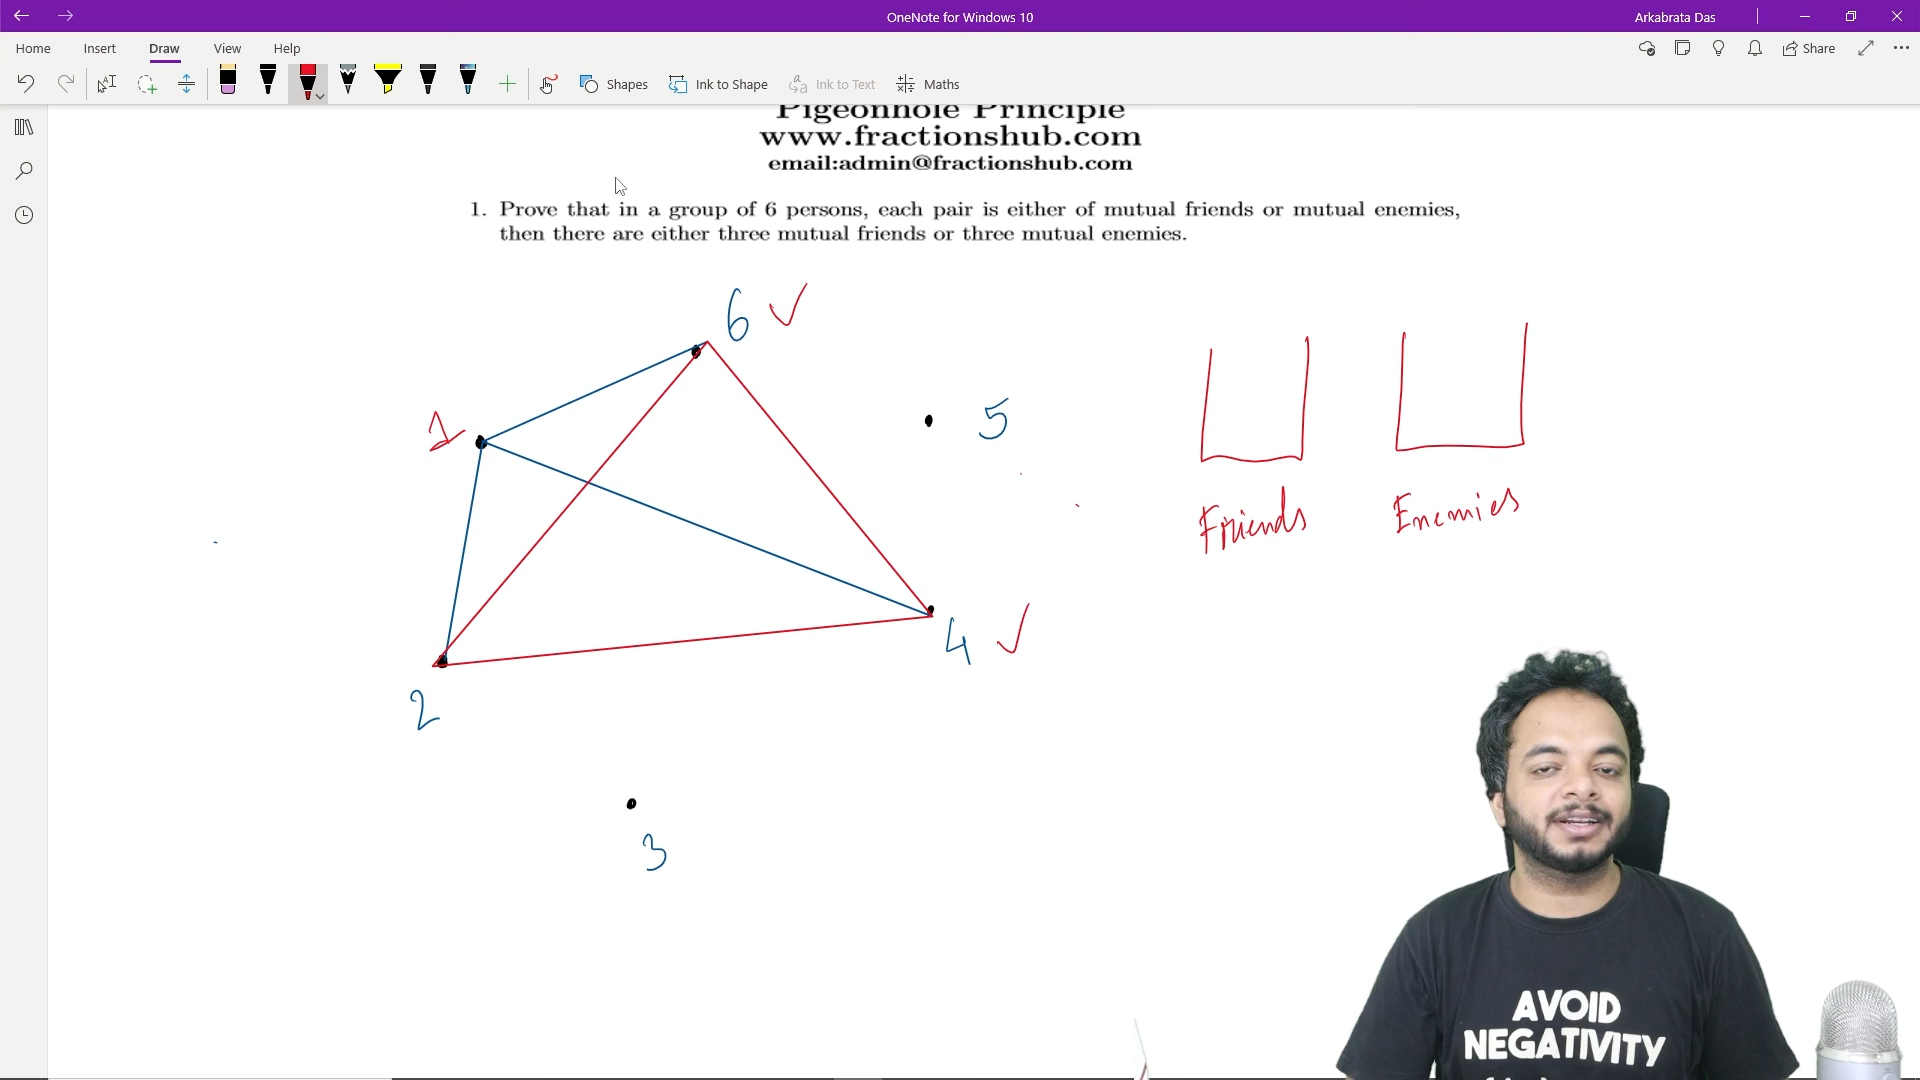 OneNote for Windows 10
Arkabrata Das
Home Insert Draw View Help
Share
Shapes Ink to Shape Ink to Text Maths
Pigeonhole Principle
www.fractionshub.com
email:admin@fractionshub.com
1. Prove that in a group of 6 persons, each pair is either of mutual friends or mutual enemies,
then there are either three mutual friends or three mutual enemies.
6
1
5
Friends Enemies
4
2
3
AVOID
NEGATIVITY